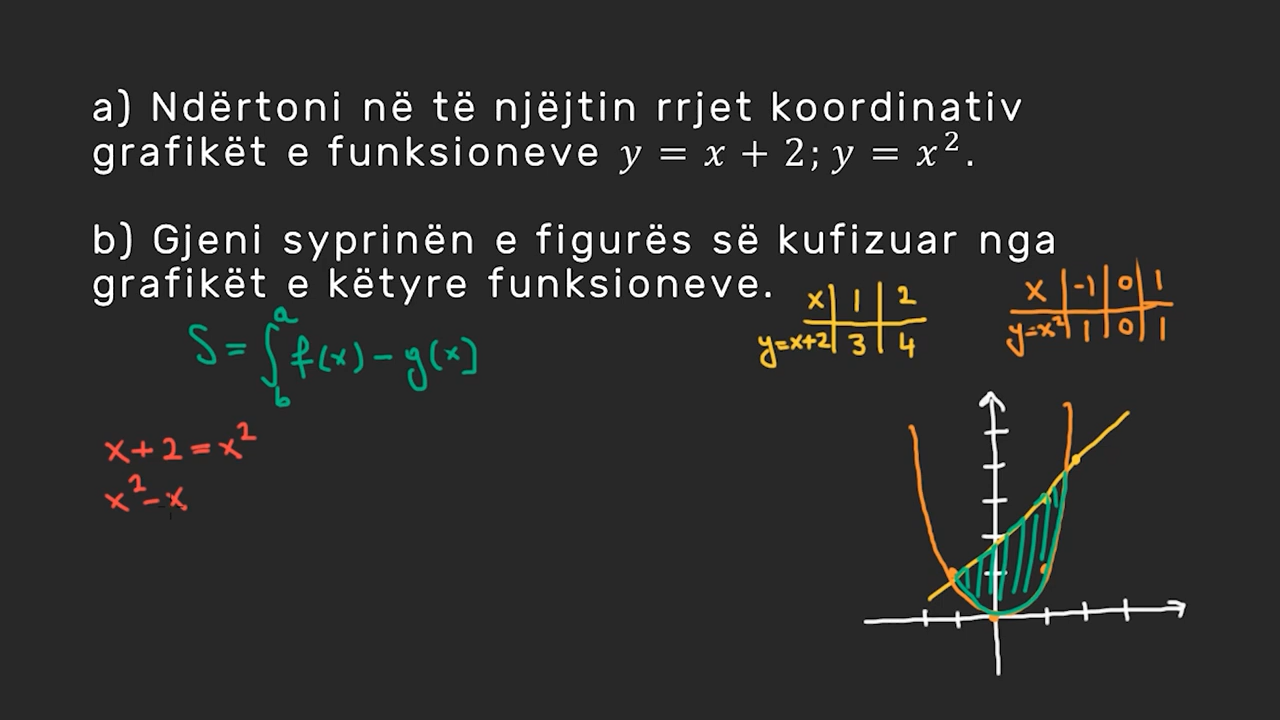 a) Ndërtoni në të njëjtin rrjet koordinativ
grafikët e funksioneve y = x + 2; y = x².
b) Gjeni syprinën e figurës së kufizuar nga
grafikët e këtyre funksioneve.
x | 1 | 2
y=x+2 | 3 | 4
x | -1 | 0 | 1
y=x² | 1 | 0 | 1
S = ∫_b^a f(x) - g(x]
x + 2 = x²
x² - x